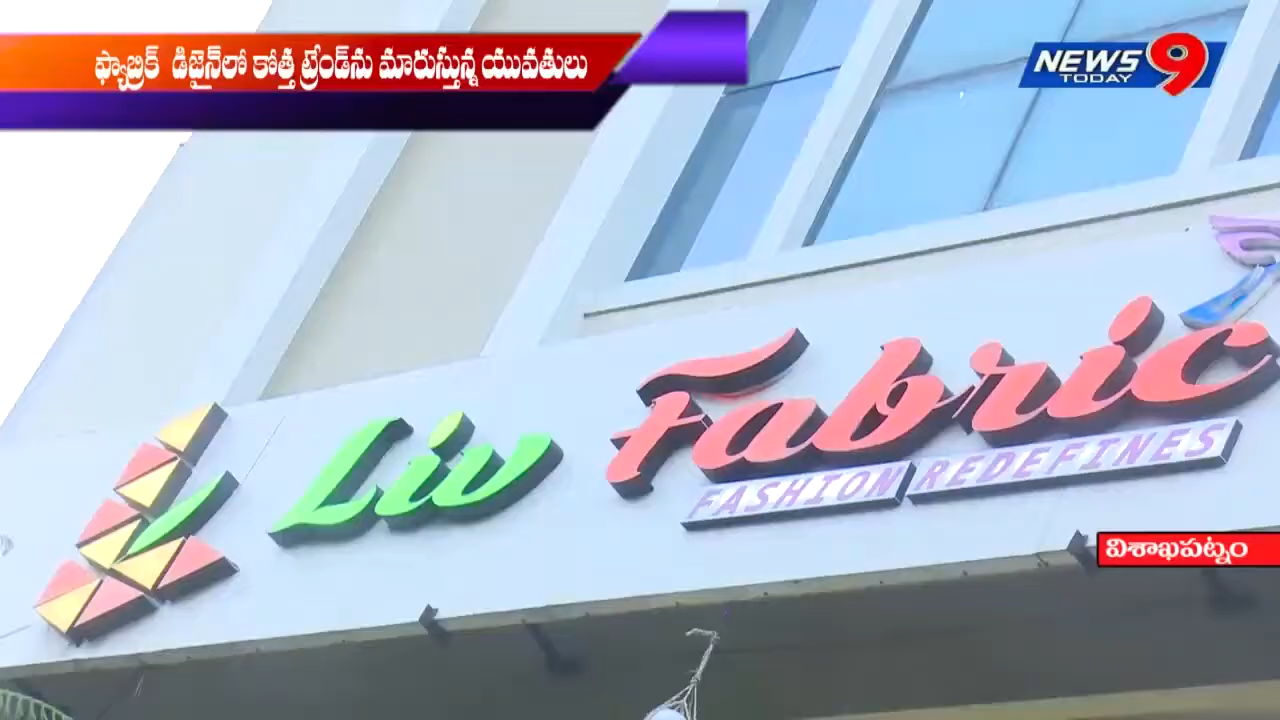 ఫ్యాబ్రిక్ డిజైన్‌లో కోత్త ట్రేండ్‌ను మారుస్తున్న యువతులు
NEWS 9
TODAY
Liv Fabric
FASHION REDEFINES
విశాఖపట్నం